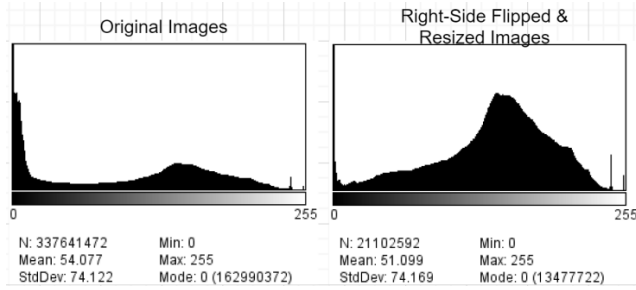 Original Images
Right-Side Flipped &
Resized Images
0
255
0
255
N: 337641472
Min: 0
Mean: 54.077
Max: 255
StdDev: 74.122
Mode: 0 (162990372)
N: 21102592
Min: 0
Mean: 51.099
Max: 255
StdDev: 74.169
Mode: 0 (13477722)